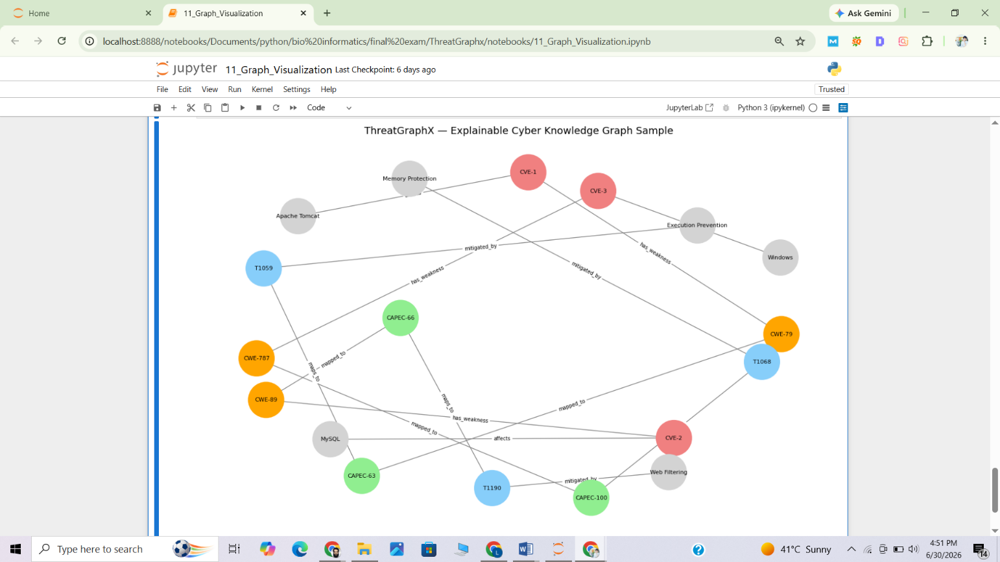 Home
11_Graph_Visualization
Ask Gemini
localhost:8888/notebooks/Documents/python/bio%20informatics/final%20exam/ThreatGraphx/notebooks/11_Graph_Visualization.ipynb
jupyter 11_Graph_Visualization Last Checkpoint: 6 days ago
File Edit View Run Kernel Settings Help
Trusted
Code
JupyterLab
Python 3 (ipykernel)
ThreatGraphX — Explainable Cyber Knowledge Graph Sample
CVE-1
Memory Protection
CVE-3
Apache Tomcat
Execution Prevention
mitigated_by
has_weakness
Windows
T1059
mitigated_by
has_weakness
CAPEC-66
CWE-79
CWE-787
mapped_to
T1068
maps_to
CWE-89
maps_to
mapped_to
has_weakness
mapped_to
MySQL
affects
CVE-2
CAPEC-63
Web Filtering
mitigated_by
T1190
CAPEC-100
Type here to search
41°C Sunny
4:51 PM
6/30/2026
14